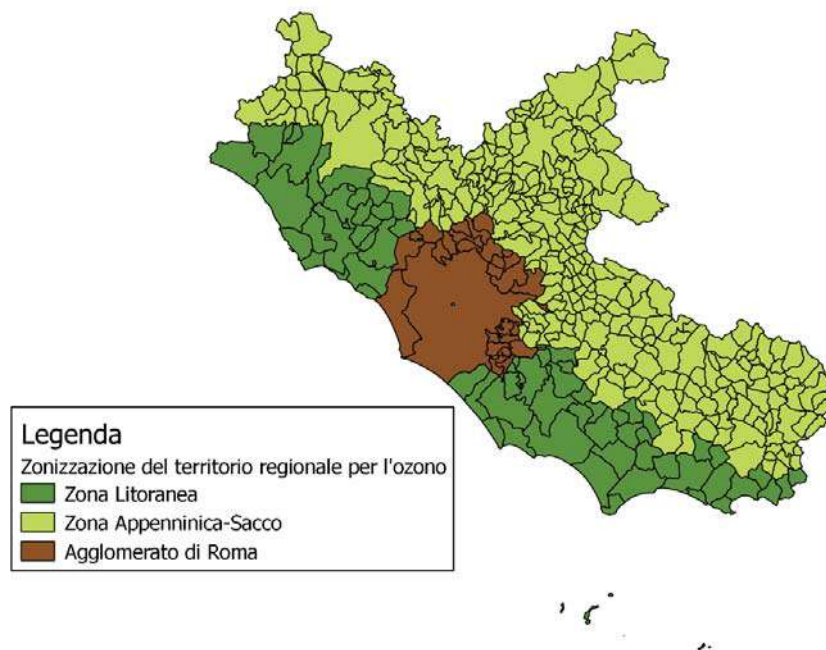 Legenda
Zonizzazione del territorio regionale per l'ozono
Zona Litoranea
Zona Appenninica-Sacco
Agglomerato di Roma